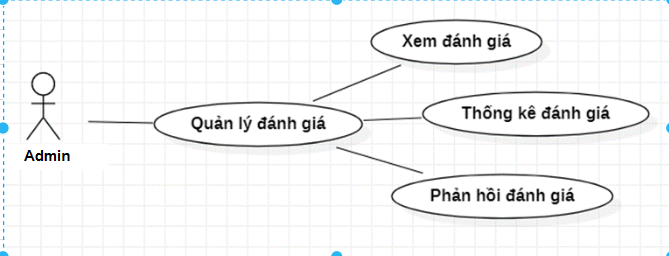 Xem đánh giá
Thống kê đánh giá
Quản lý đánh giá
Admin
Phản hồi đánh giá